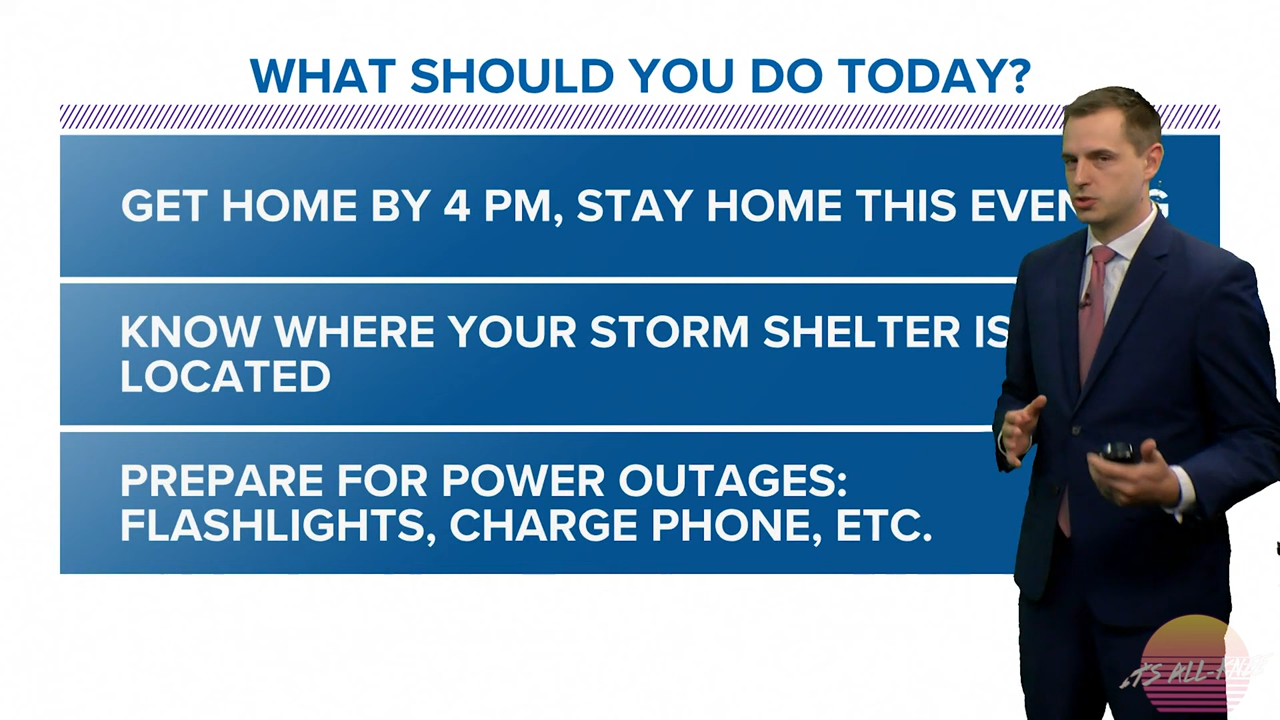 WHAT SHOULD YOU DO TODAY?
GET HOME BY 4 PM, STAY HOME THIS
KNOW WHERE YOUR STORM SHELTER IS
LOCATED
PREPARE FOR POWER OUTAGES:
FLASHLIGHTS, CHARGE PHONE, ETC.